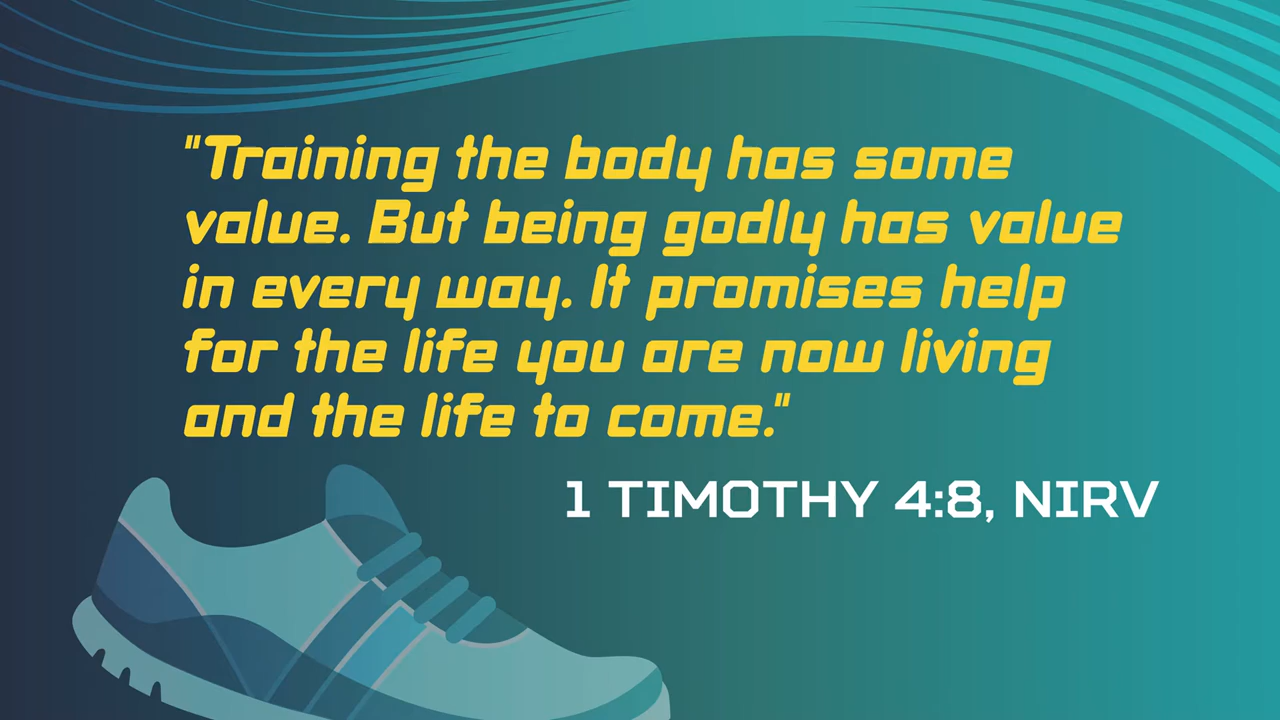 "Training the body has some
value. But being godly has value
in every way. It promises help
for the life you are now living
and the life to come."
1 TIMOTHY 4:8, NIRV